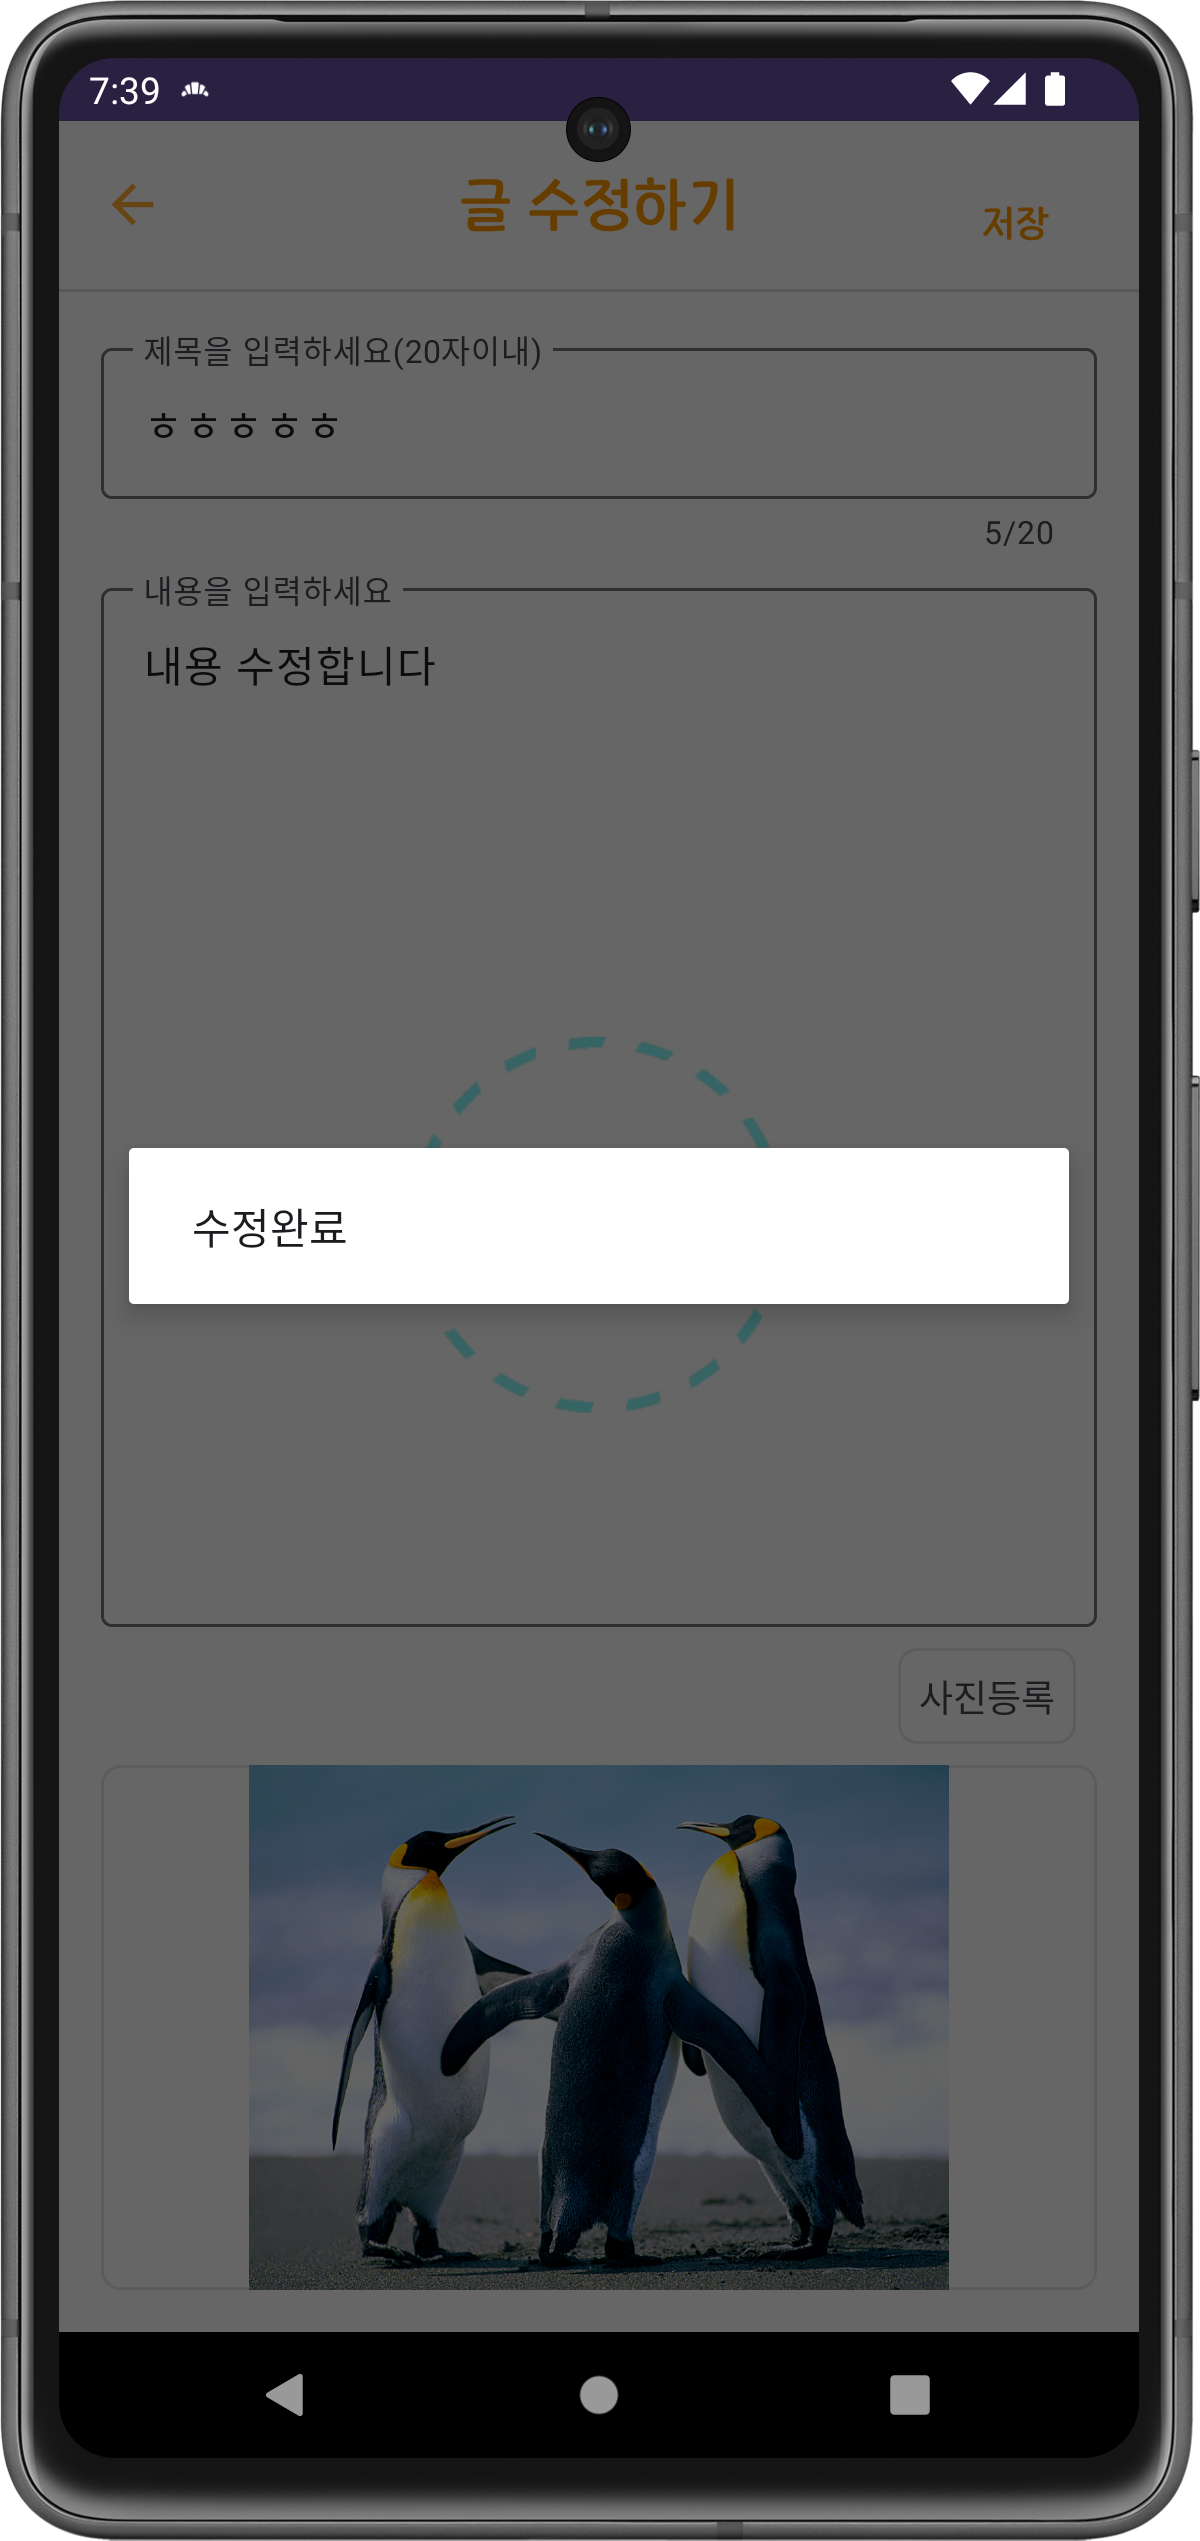 7:39
글 수정하기
저장
제목을 입력하세요(20자이내)
ㅎㅎㅎㅎㅎ
5/20
내용을 입력하세요
내용 수정합니다
수정완료
사진등록